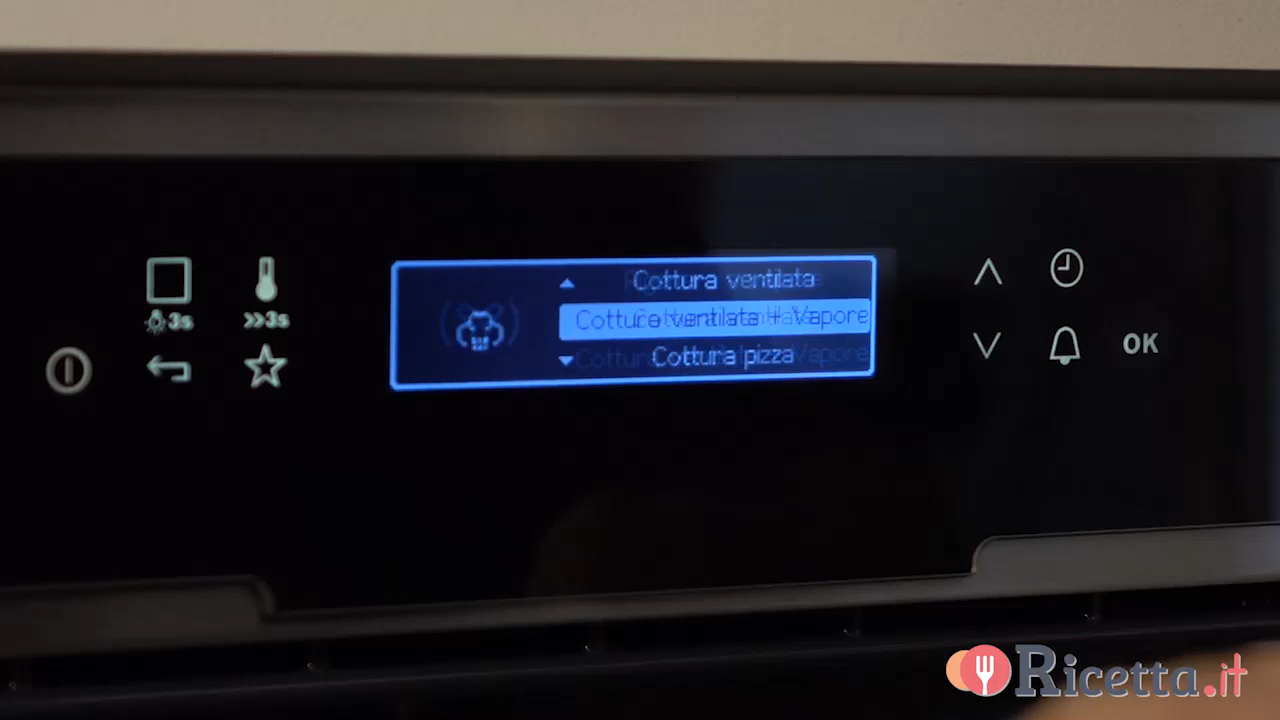 Cottura ventilata
Cottura ventilata + Vapore
Cottura pizza
3s
>>3s
OK
Ricetta.it